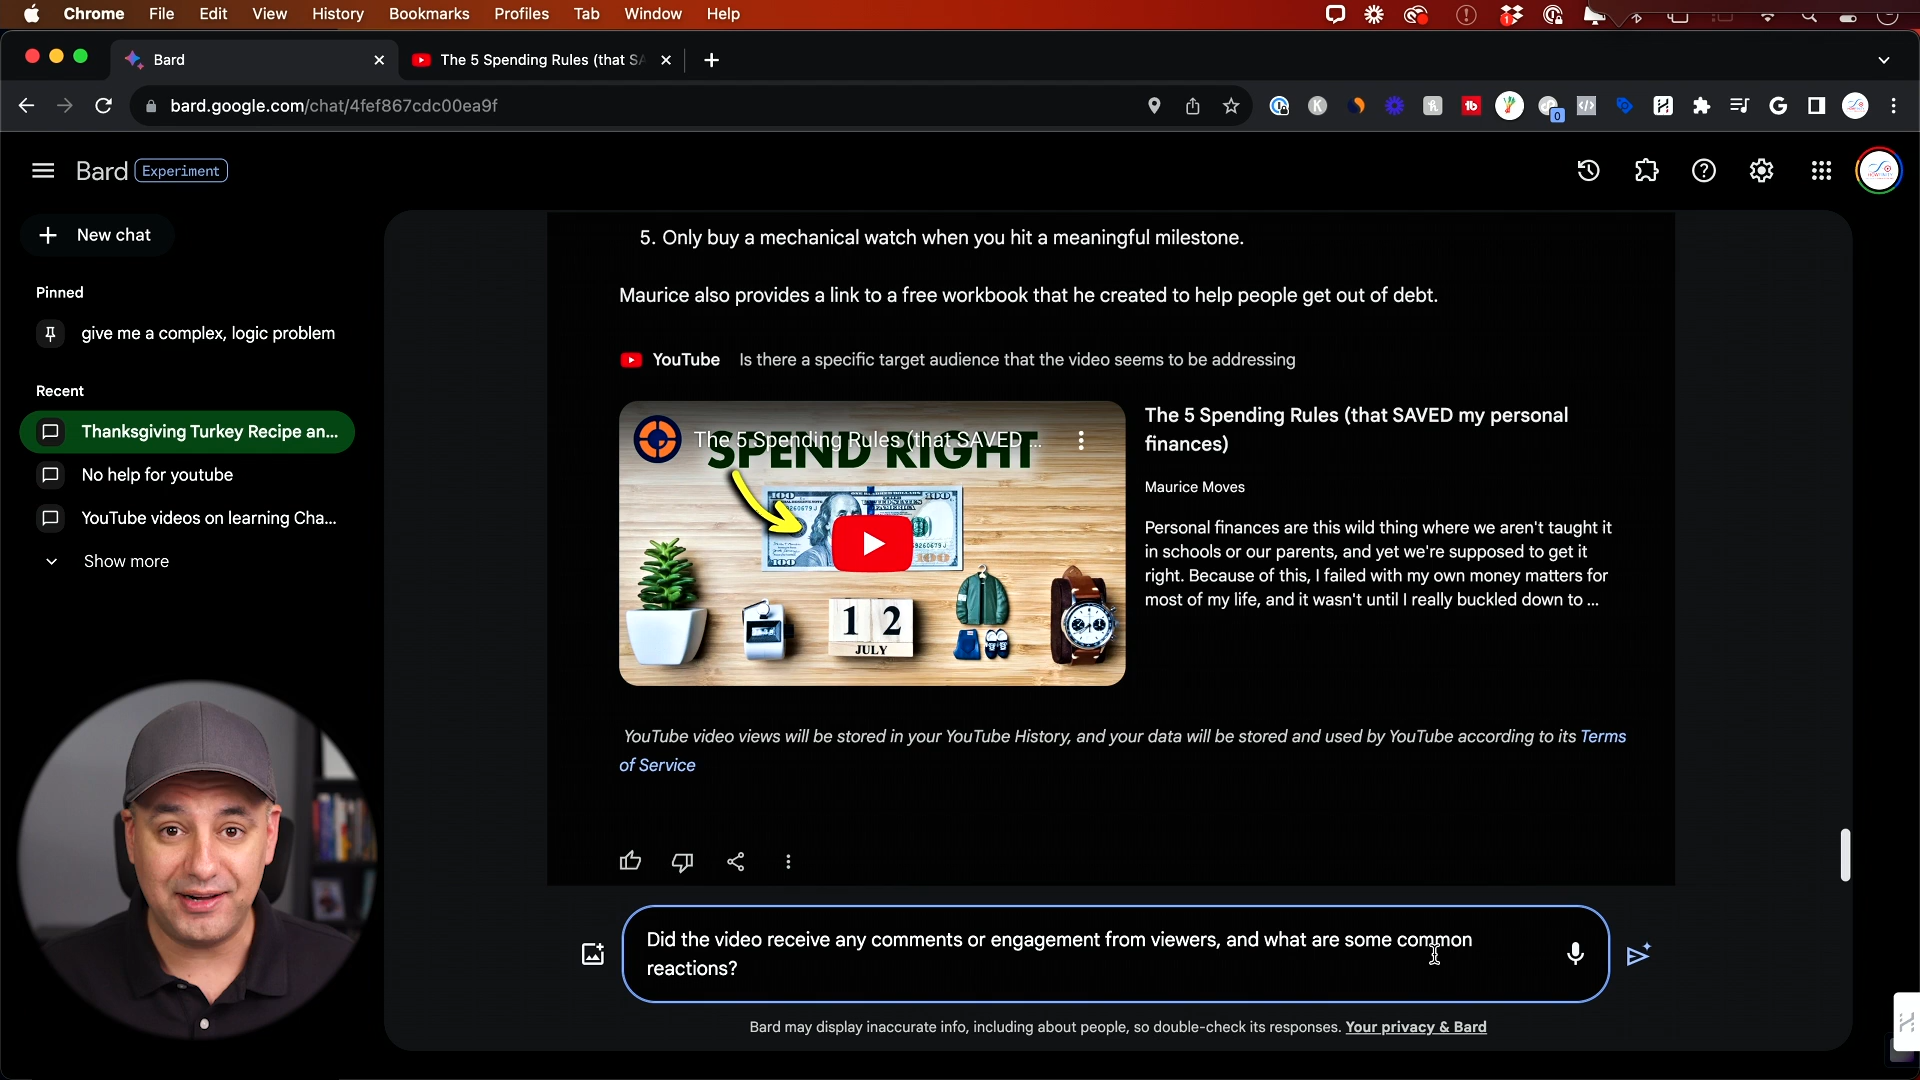 Chrome File Edit View History Bookmarks Profiles Tab Window Help
Bard
The 5 Spending Rules (that SA
bard.google.com/chat/4fef867cdc00ea9f
Bard Experiment
New chat
Pinned
give me a complex, logic problem
Recent
Thanksgiving Turkey Recipe an...
No help for youtube
YouTube videos on learning Cha...
Show more
5. Only buy a mechanical watch when you hit a meaningful milestone.
Maurice also provides a link to a free workbook that he created to help people get out of debt.
YouTube Is there a specific target audience that the video seems to be addressing
The 5 Spending Rules (that SAVED ...
SPEND RIGHT
100
100
12
JULY
The 5 Spending Rules (that SAVED my personal
finances)
Maurice Moves
Personal finances are this wild thing where we aren't taught it
in schools or our parents, and yet we're supposed to get it
right. Because of this, I failed with my own money matters for
most of my life, and it wasn't until I really buckled down to ...
YouTube video views will be stored in your YouTube History, and your data will be stored and used by YouTube according to its Terms
of Service
Did the video receive any comments or engagement from viewers, and what are some common
reactions?
Bard may display inaccurate info, including about people, so double-check its responses. Your privacy & Bard